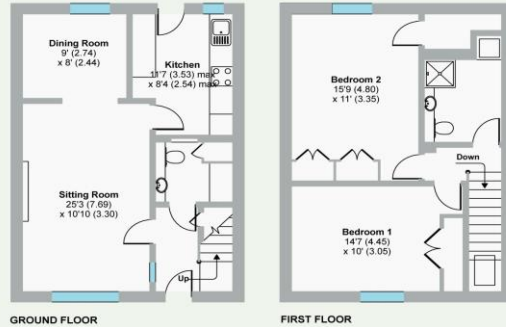 Dining Room
9' (2.74)
x 8' (2.44)
Kitchen
11'7 (3.53) max
x 8'4 (2.54) max
Sitting Room
25'3 (7.69)
x 10'10 (3.30)
Up
GROUND FLOOR
Bedroom 2
15'9 (4.80)
x 11' (3.35)
Down
Bedroom 1
14'7 (4.45)
x 10' (3.05)
FIRST FLOOR